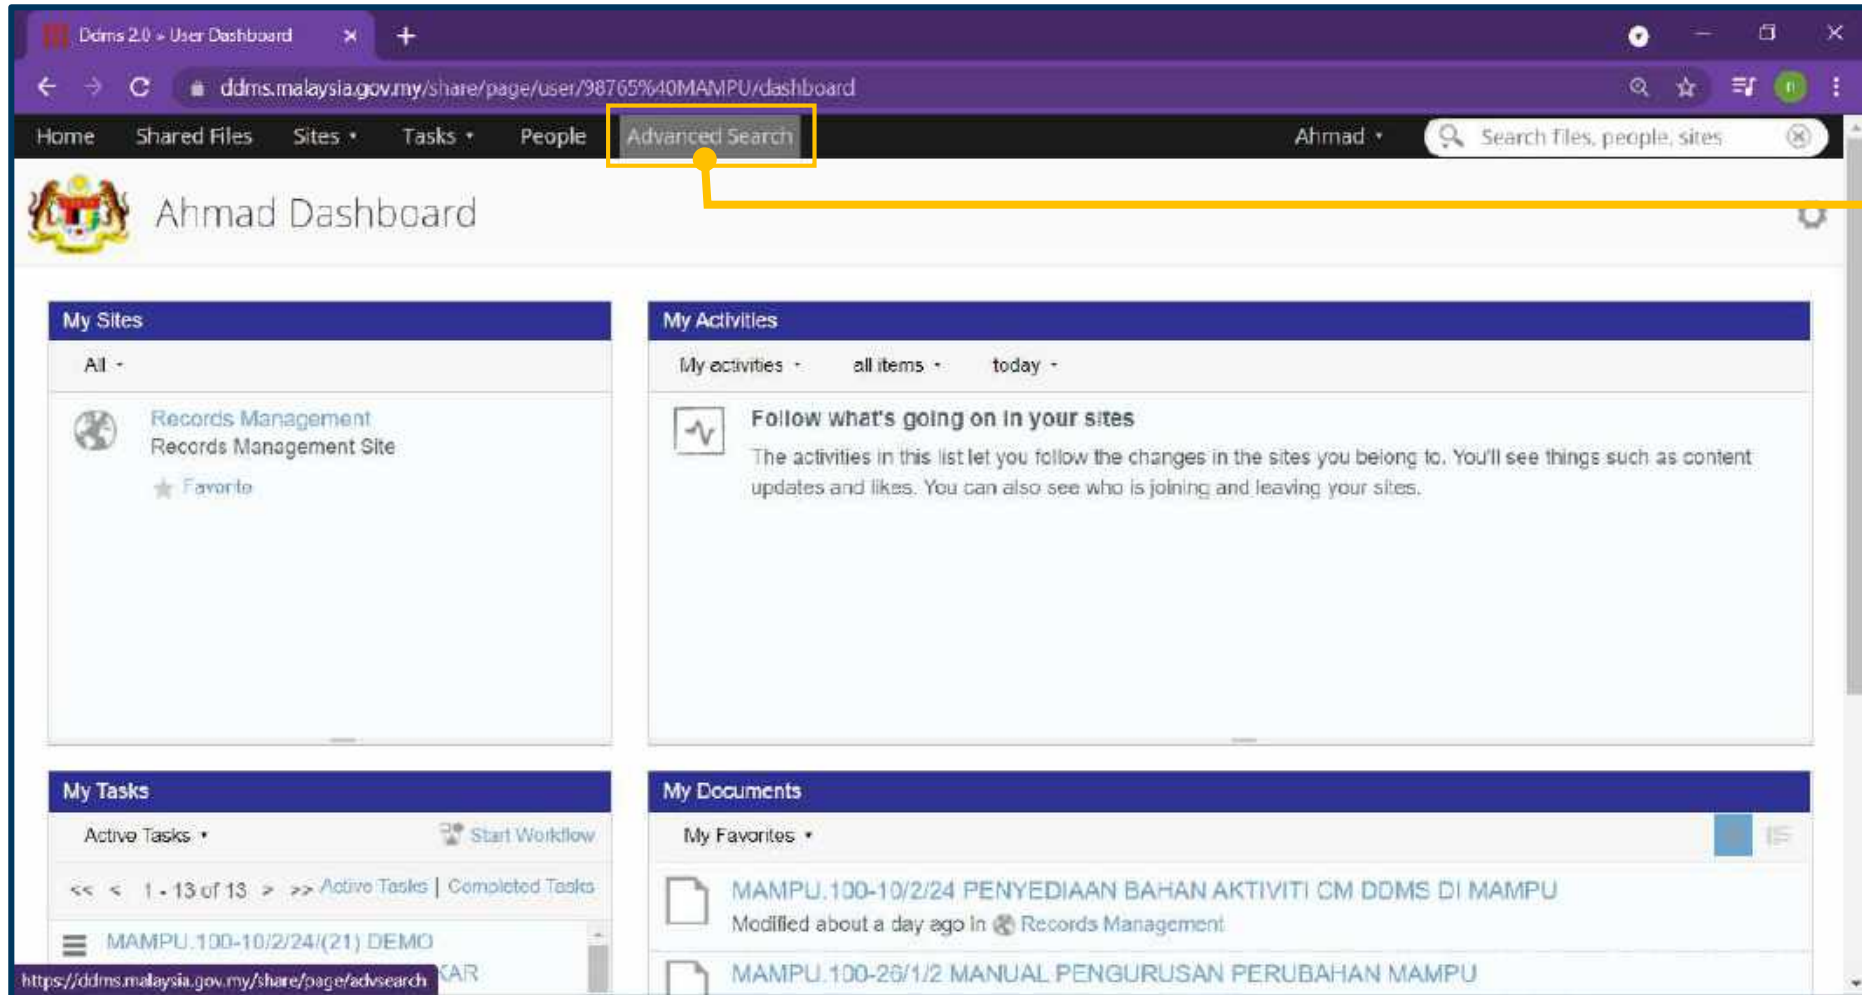 Ddms 2.0 » User Dashboard
ddms.malaysia.gov.my/share/page/user/98765%40MAMPU/dashboard
Home Shared Files Sites Tasks People Advanced Search Ahmad Search files, people, sites
Ahmad Dashboard
My Sites
All
Records Management
Records Management Site
Favorite
My Activities
My activities all items today
Follow what's going on in your sites
The activities in this list let you follow the changes in the sites you belong to. You'll see things such as content
updates and likes. You can also see who is joining and leaving your sites.
My Tasks
Active Tasks Start Workflow
<< < 1 - 13 of 13 > >> Active Tasks | Completed Tasks
MAMPU.100-10/2/24/(21) DEMO
KAR
https://ddms.malaysia.gov.my/share/page/advsearch
My Documents
My Favorites
MAMPU.100-10/2/24 PENYEDIAAN BAHAN AKTIVITI CM DDMS DI MAMPU
Modified about a day ago in Records Management
MAMPU.100-26/1/2 MANUAL PENGURUSAN PERUBAHAN MAMPU